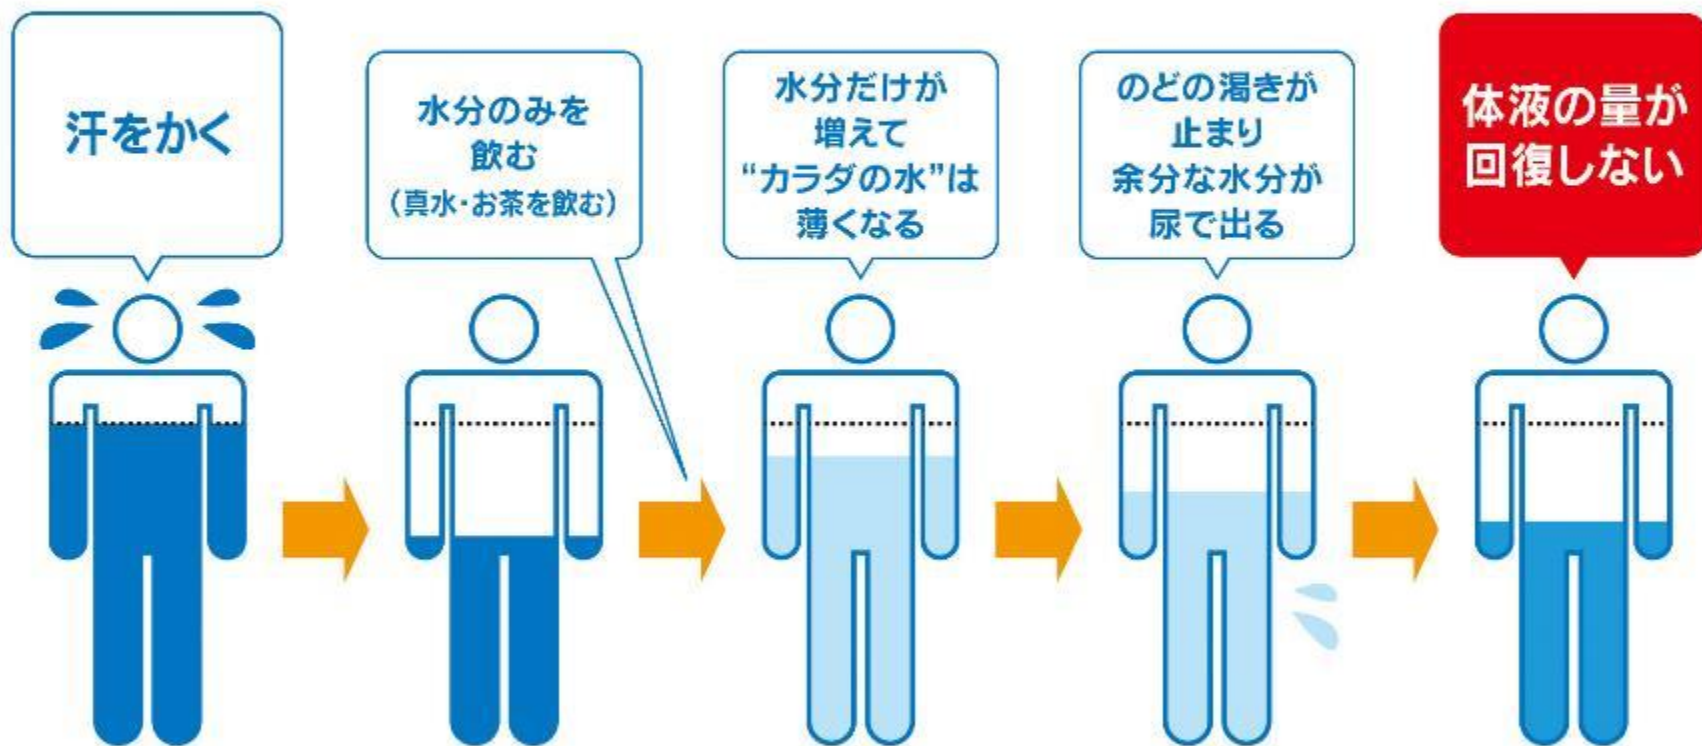 汗をかく
水分のみを
飲む
（真水・お茶を飲む）
水分だけが
増えて
“カラダの水”は
薄くなる
のどの渇きが
止まり
余分な水分が
尿で出る
体液の量が
回復しない